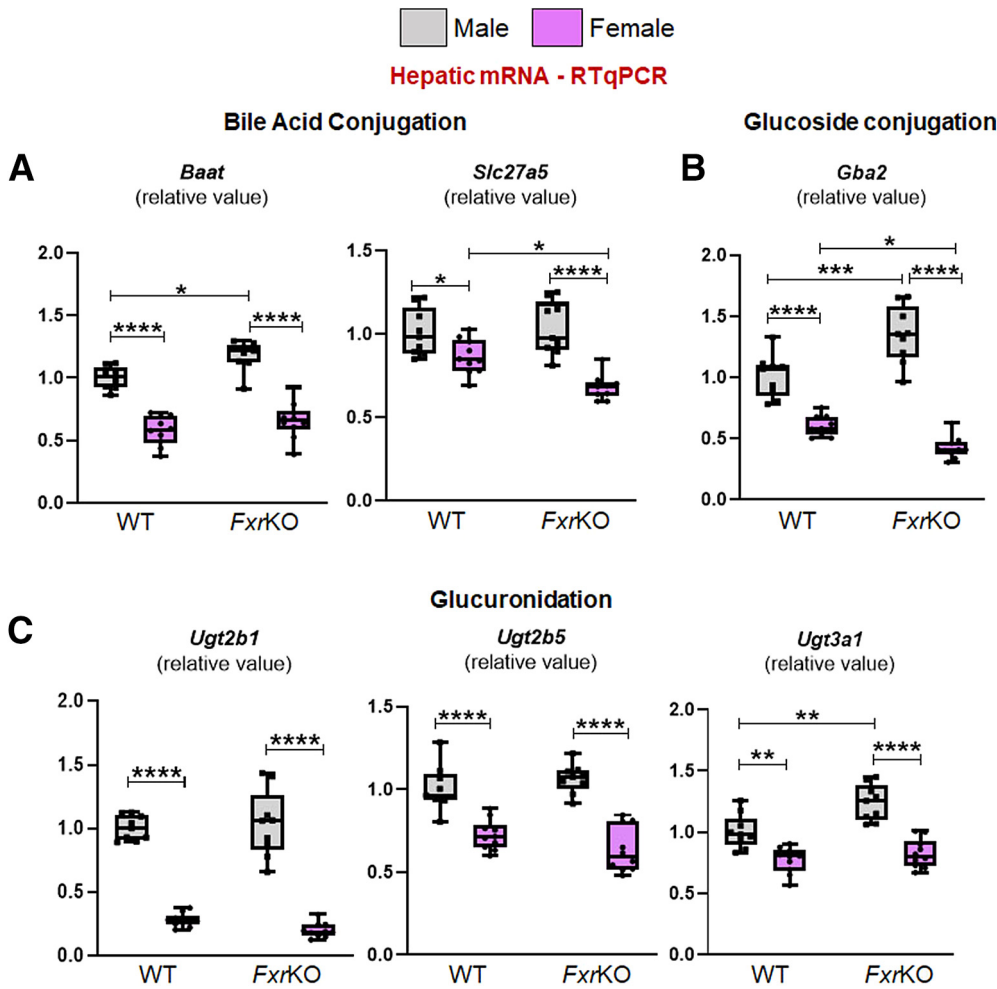 Male Female
Hepatic mRNA - RTqPCR
Bile Acid Conjugation
Glucoside conjugation
A
Baat
(relative value)
Slc27a5
(relative value)
B
Gba2
(relative value)
2.0
1.5
1.0
0.5
0.0
*
****
****
WT FxrKO
1.5
1.0
0.5
0.0
*
*
****
WT FxrKO
2.0
1.5
1.0
0.5
0.0
*
***
****
****
WT FxrKO
Glucuronidation
C
Ugt2b1
(relative value)
Ugt2b5
(relative value)
Ugt3a1
(relative value)
2.0
1.5
1.0
0.5
0.0
****
****
WT FxrKO
1.5
1.0
0.5
0.0
****
****
WT FxrKO
2.0
1.5
1.0
0.5
0.0
**
**
****
WT FxrKO